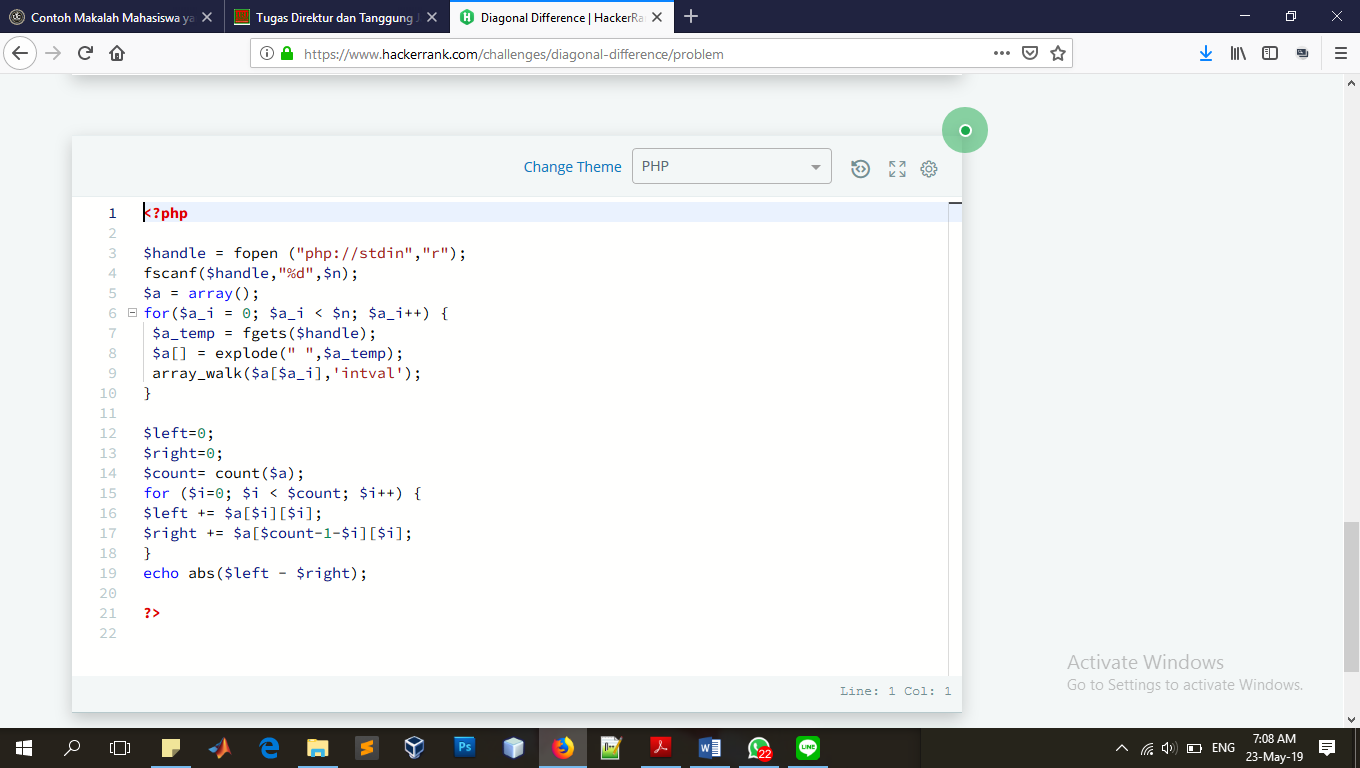 Contoh Makalah Mahasiswa ya
Tugas Direktur dan Tanggung J
Diagonal Difference | HackerRa
https://www.hackerrank.com/challenges/diagonal-difference/problem
Change Theme
PHP
1 <?php
2
3 $handle = fopen ("php://stdin","r");
4 fscanf($handle,"%d",$n);
5 $a = array();
6 for($a_i = 0; $a_i < $n; $a_i++) {
7 $a_temp = fgets($handle);
8 $a[] = explode(" ",$a_temp);
9 array_walk($a[$a_i],'intval');
10 }
11
12 $left=0;
13 $right=0;
14 $count= count($a);
15 for ($i=0; $i < $count; $i++) {
16 $left += $a[$i][$i];
17 $right += $a[$count-1-$i][$i];
18 }
19 echo abs($left - $right);
20
21 ?>
22
Line: 1 Col: 1
Activate Windows
Go to Settings to activate Windows.
Ps
22
LINE
ENG
7:08 AM
23-May-19